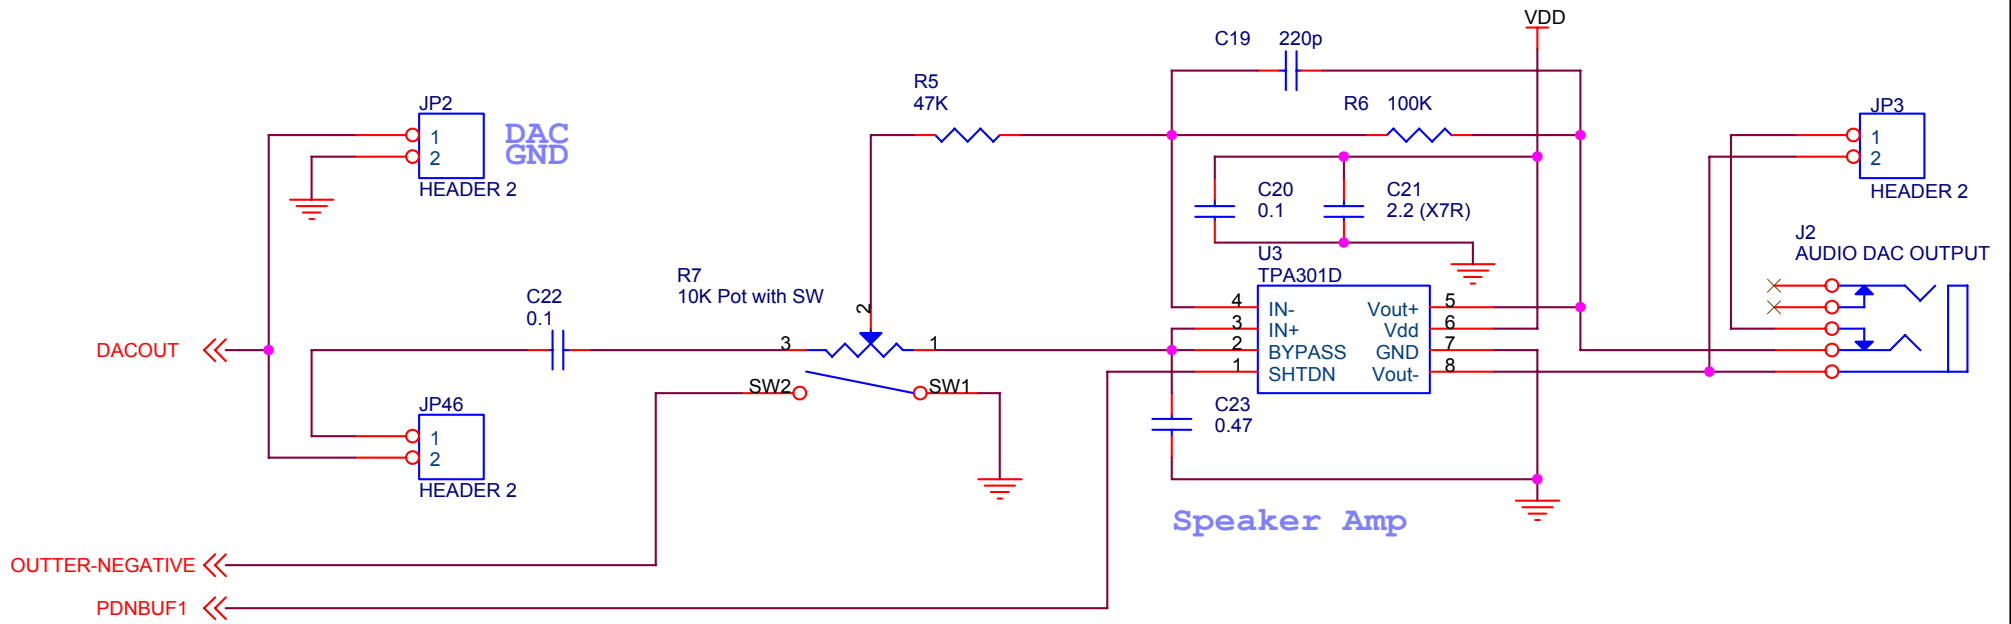 VDD
C19 220p
R5
47K
R6 100K
JP2
1
2
HEADER 2
DAC
GND
JP3
1
2
HEADER 2
C20
0.1
C21
2.2 (X7R)
J2
AUDIO DAC OUTPUT
U3
TPA301D
R7
10K Pot with SW
C22
0.1
2
3
1
4 IN- Vout+ 5
3 IN+ Vdd 6
2 BYPASS GND 7
1 SHTDN Vout- 8
DACOUT
SW2
SW1
C23
0.47
JP46
1
2
HEADER 2
Speaker Amp
OUTTER-NEGATIVE
PDNBUF1